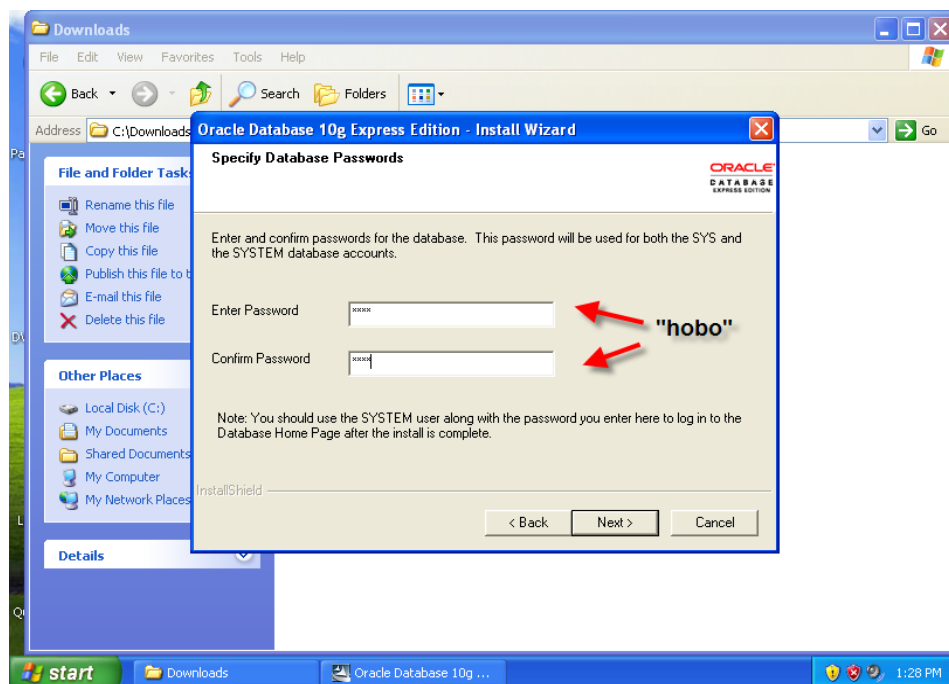 Downloads
File Edit View Favorites Tools Help
Back Search Folders
Address C:\Downloads Go
Oracle Database 10g Express Edition - Install Wizard
Specify Database Passwords
ORACLE
DATABASE
EXPRESS EDITION
Enter and confirm passwords for the database. This password will be used for both the SYS and
the SYSTEM database accounts.
Enter Password ****
Confirm Password ****
"hobo"
Note: You should use the SYSTEM user along with the password you enter here to log in to the
Database Home Page after the install is complete.
InstallShield
< Back Next > Cancel
File and Folder Task
Rename this file
Move this file
Copy this file
Publish this file to t
E-mail this file
Delete this file
Other Places
Local Disk (C:)
My Documents
Shared Documents
My Computer
My Network Places
Details
start Downloads Oracle Database 10g ... 1:28 PM